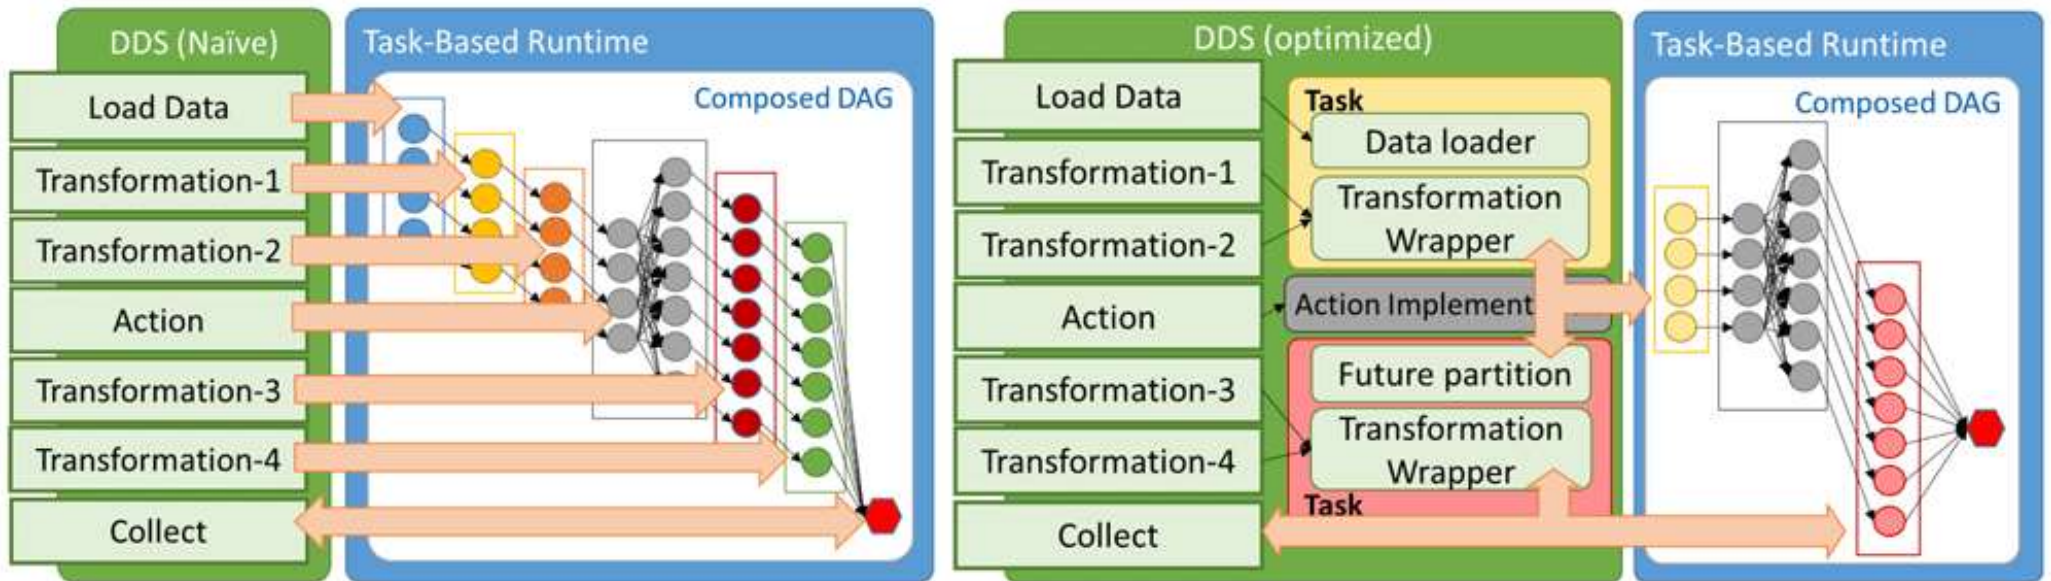 DDS (Naïve)
Task-Based Runtime
Load Data
Composed DAG
Transformation-1
Transformation-2
Action
Transformation-3
Transformation-4
Collect
DDS (optimized)
Task-Based Runtime
Load Data
Task
Composed DAG
Data loader
Transformation-1
Transformation
Wrapper
Transformation-2
Action
Action Implement
Transformation-3
Future partition
Transformation
Wrapper
Transformation-4
Task
Collect